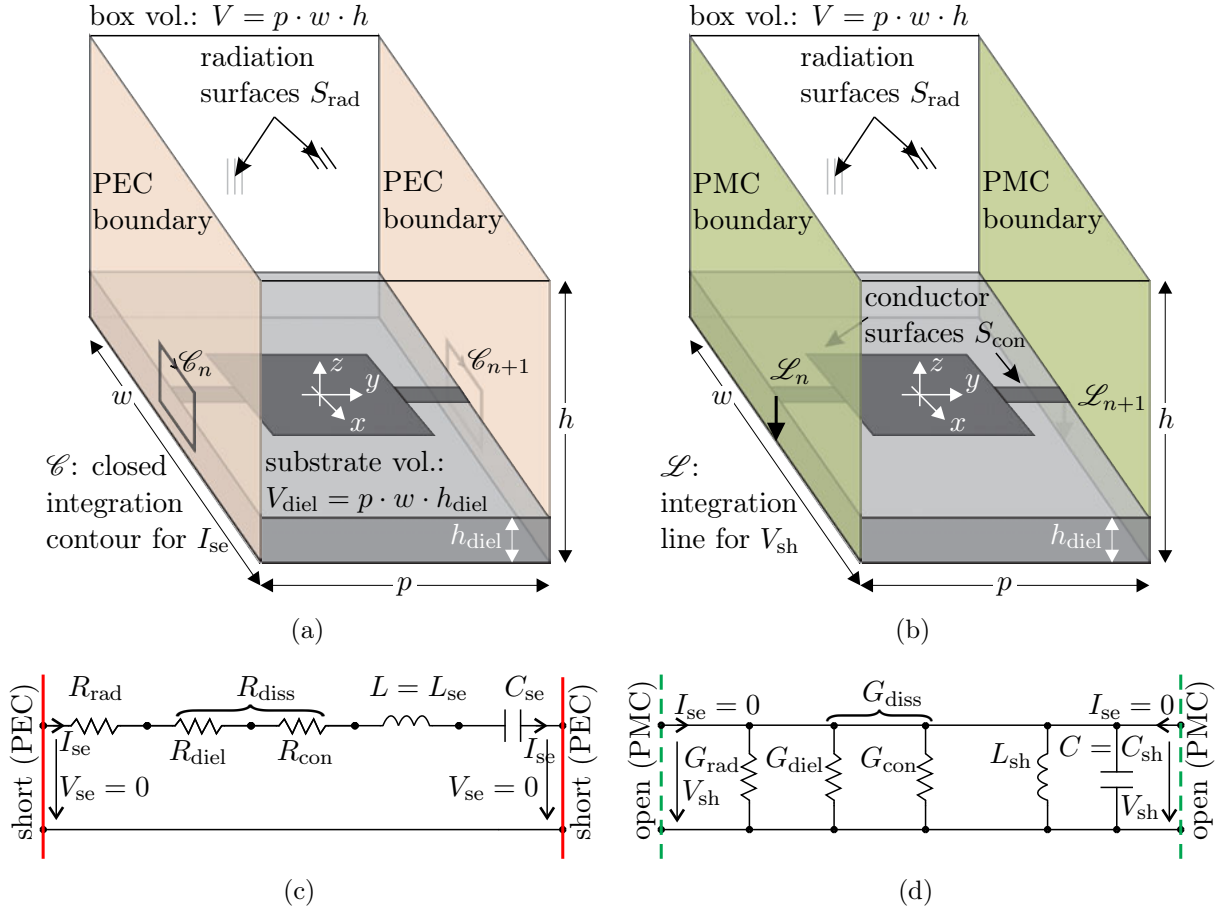 box vol.: V = p · w · h
radiation
surfaces S_rad
PEC
boundary
PEC
boundary
𝒞_n
𝒞_n+1
z
y
x
w
h
𝒞: closed
integration
contour for I_se
substrate vol.:
V_diel = p · w · h_diel
h_diel
p
(a)
box vol.: V = p · w · h
radiation
surfaces S_rad
PMC
boundary
PMC
boundary
conductor
surfaces S_con
ℒ_n
ℒ_n+1
z
y
x
w
h
ℒ:
integration
line for V_sh
h_diel
p
(b)
short (PEC)
R_rad
R_diss
L = L_se
C_se
I_se
R_diel
R_con
I_se
V_se = 0
V_se = 0
short (PEC)
(c)
open (PMC)
I_se = 0
G_diss
I_se = 0
G_rad
G_diel
G_con
L_sh
C = C_sh
V_sh
V_sh
open (PMC)
(d)